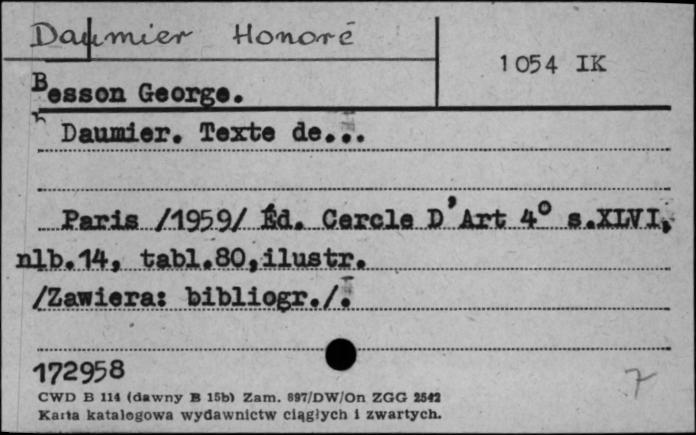 Daumier Honoré
1054 IK
Besson George.
Daumier. Texte de...
Paris /1959/ Éd. Cercle D'Art 4° s.XLVI,
nlb.14, tabl.80,ilustr.
/Zawiera: bibliogr./.
172958
7
CWD B 114 (dawny B 15b) Zam. 897/DW/On ZGG 2542
Karta katalogowa wydawnictw ciągłych i zwartych.